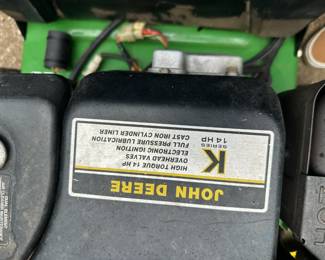 JOHN DEERE
K
SERIES
14 HP
HIGH TORQUE 14 HP
OVERHEAD VALVES
ELECTRONIC IGNITION
FULL PRESSURE LUBRICATION
CAST IRON CYLINDER LINER